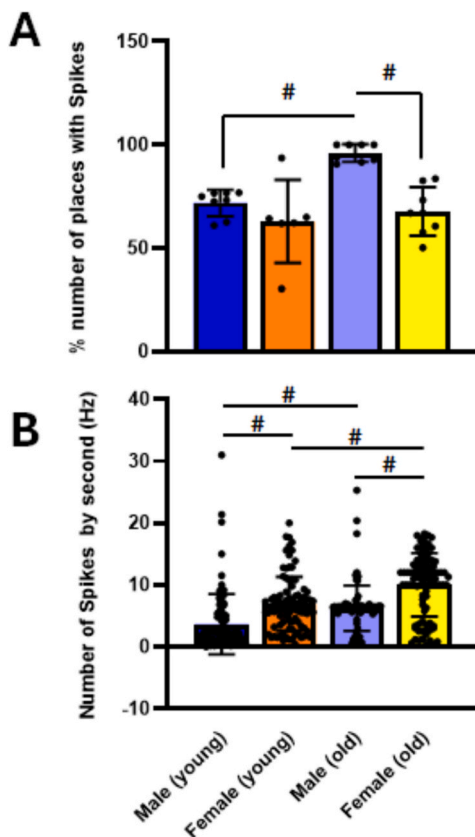 A
% number of places with Spikes
150
100
50
0
#
#
B
Number of Spikes by second (Hz)
40
30
20
10
0
-10
#
#
#
#
Male (young)
Female (young)
Male (old)
Female (old)